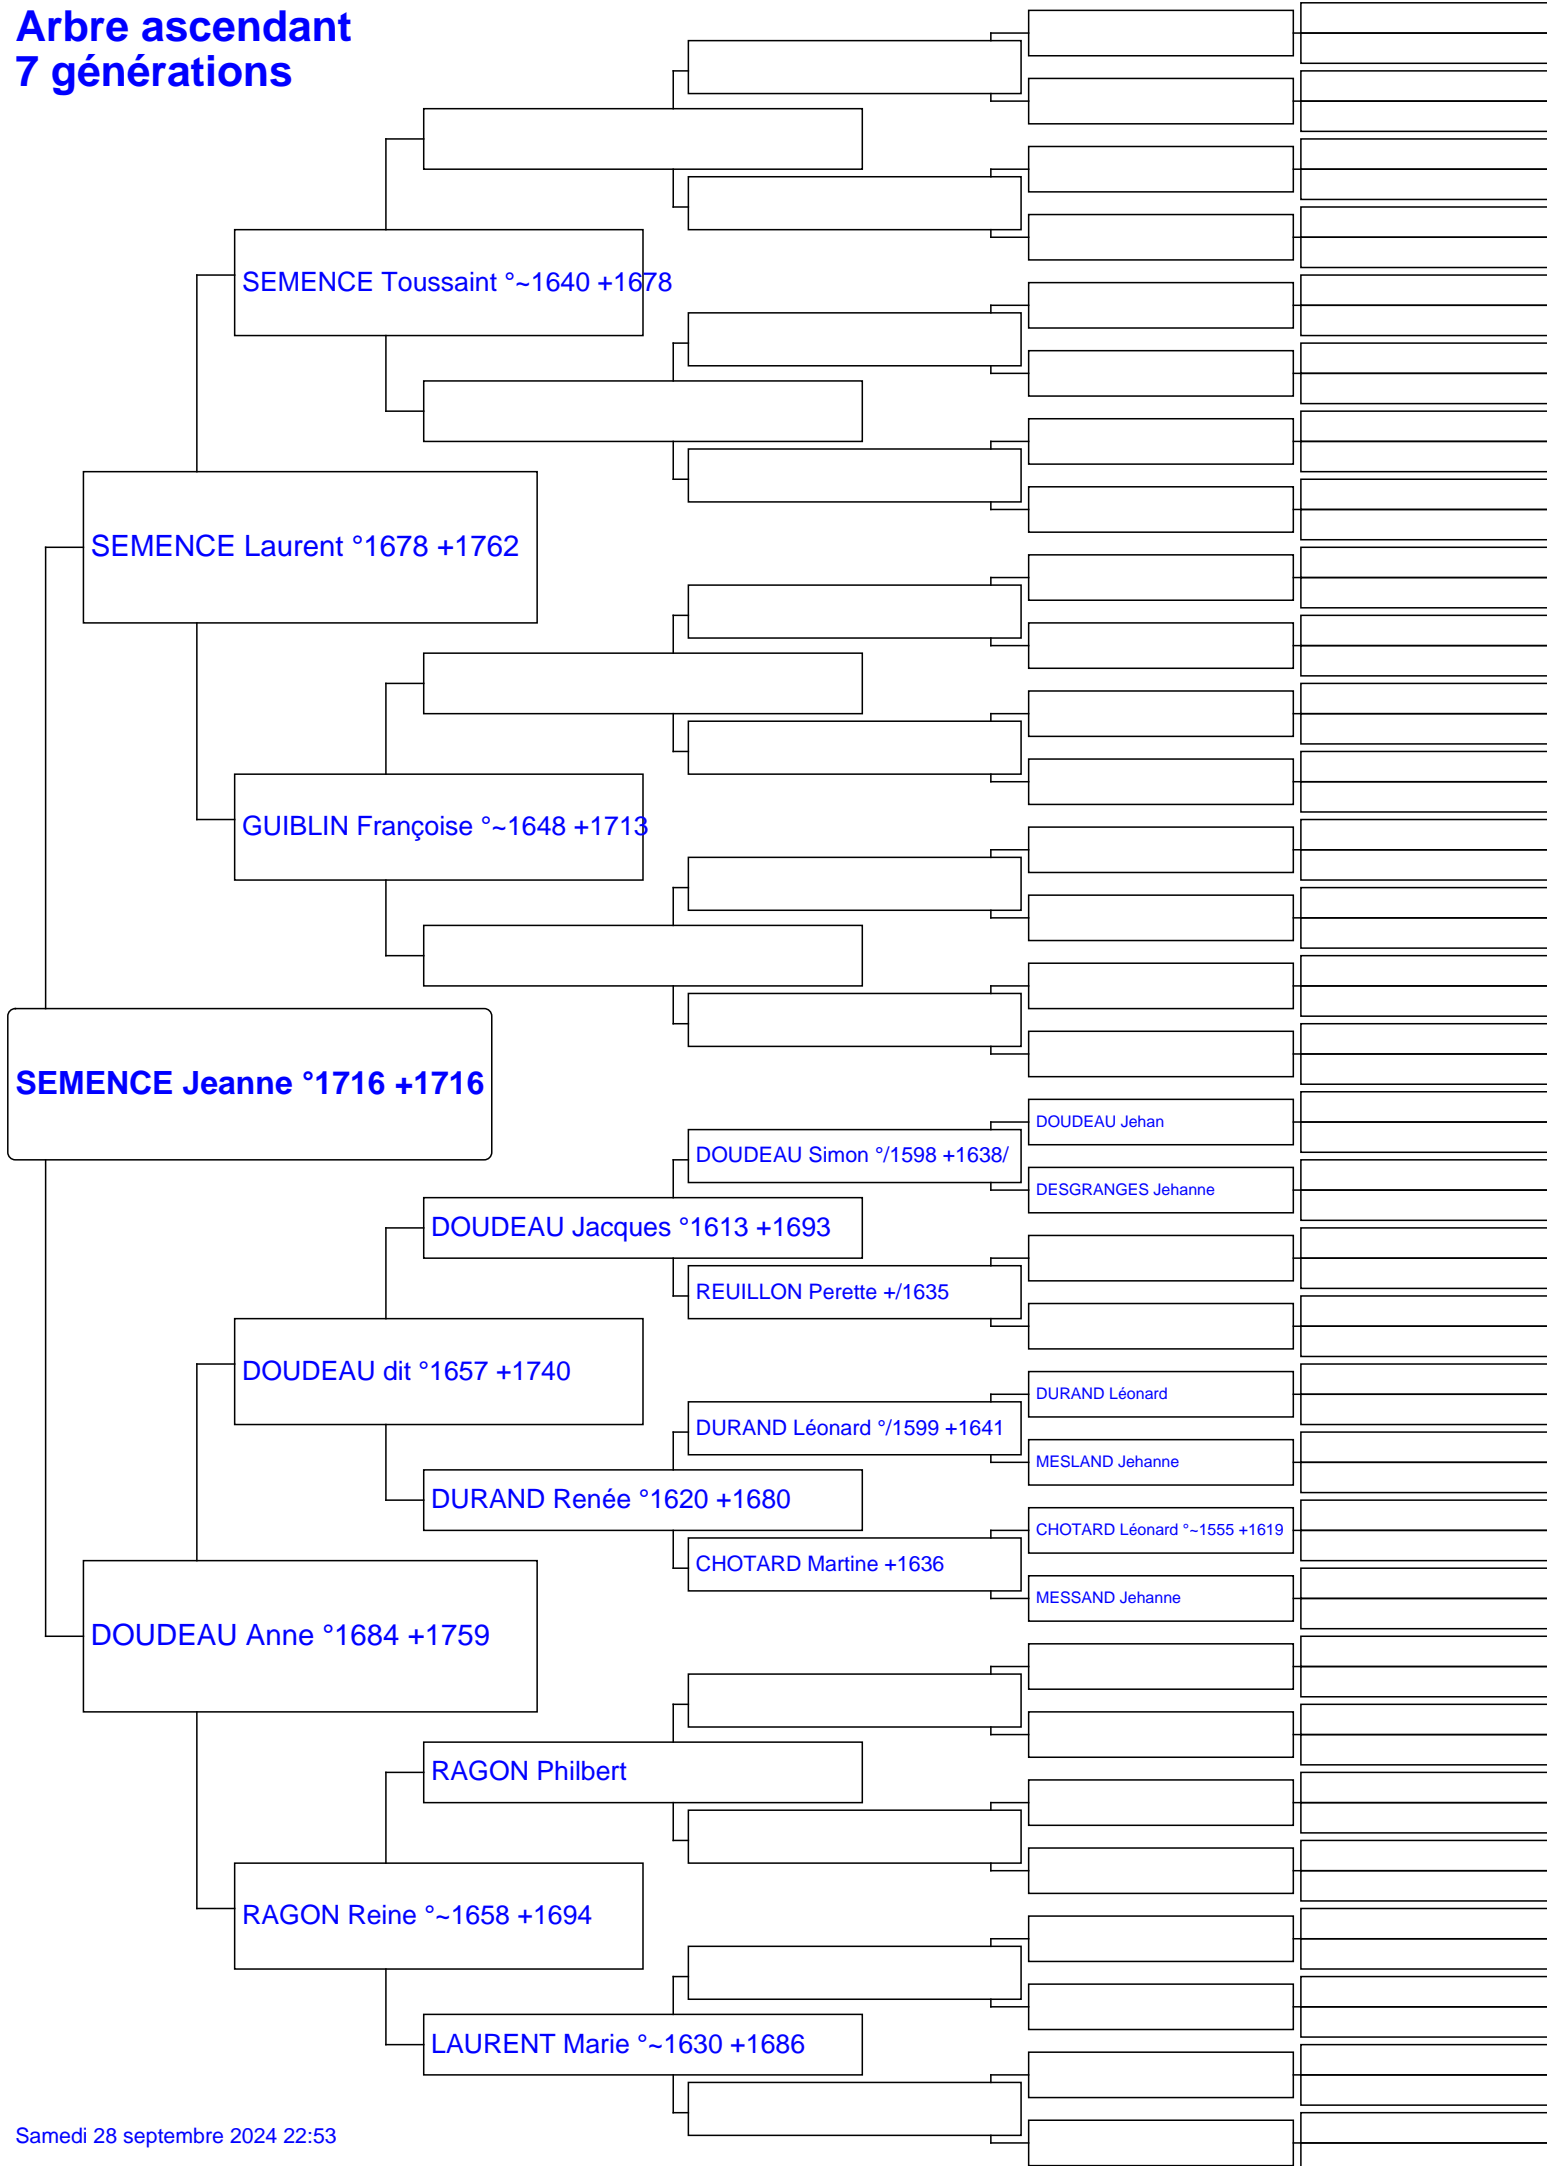 Arbre ascendant
7 générations
SEMENCE Toussaint °~1640 +1678
SEMENCE Laurent °1678 +1762
GUIBLIN Françoise °~1648 +1713
SEMENCE Jeanne °1716 +1716
DOUDEAU Jehan
DOUDEAU Simon °/1598 +1638/
DESGRANGES Jehanne
DOUDEAU Jacques °1613 +1693
REUILLON Perette +/1635
DOUDEAU dit °1657 +1740
DURAND Léonard
DURAND Léonard °/1599 +1641
MESLAND Jehanne
DURAND Renée °1620 +1680
CHOTARD Léonard °~1555 +1619
CHOTARD Martine +1636
MESSAND Jehanne
DOUDEAU Anne °1684 +1759
RAGON Philbert
RAGON Reine °~1658 +1694
LAURENT Marie °~1630 +1686
Samedi 28 septembre 2024 22:53